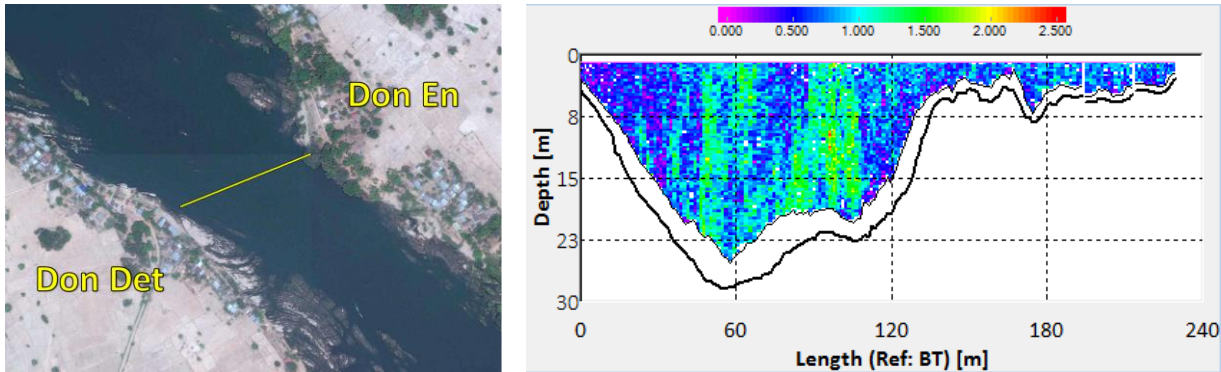 Don En
Don Det
0.000 0.500 1.000 1.500 2.000 2.500
0
8
15
23
30
Depth [m]
0 60 120 180 240
Length (Ref: BT) [m]